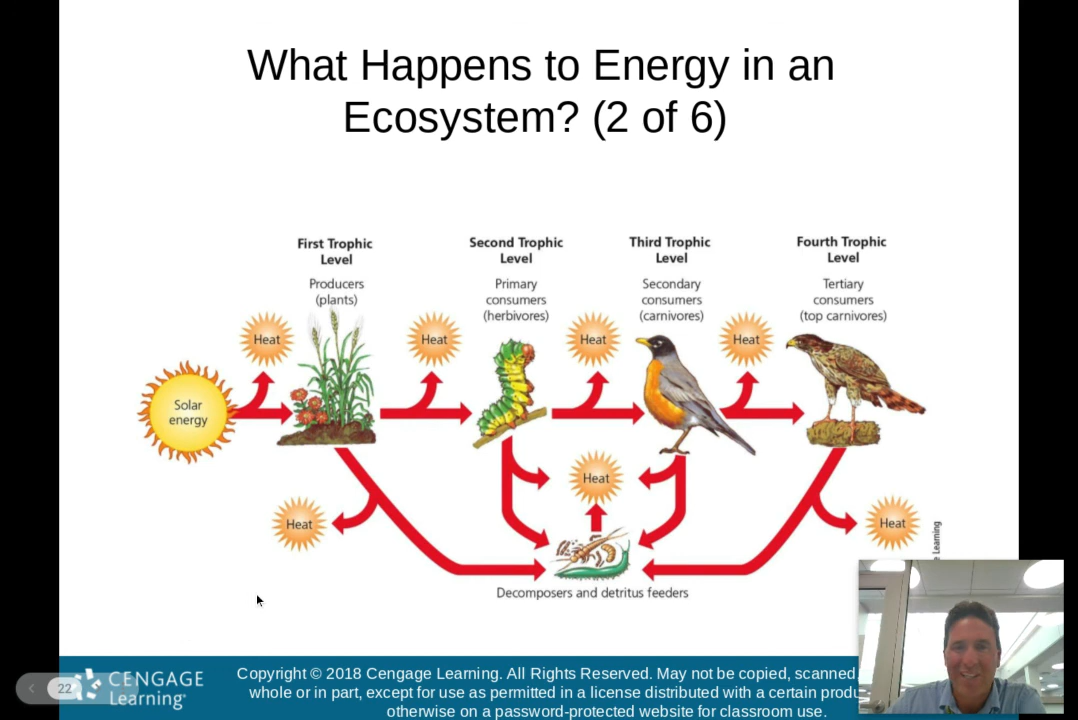 What Happens to Energy in an
Ecosystem? (2 of 6)
First Trophic
Level
Second Trophic
Level
Third Trophic
Level
Fourth Trophic
Level
Producers
(plants)
Primary
consumers
(herbivores)
Secondary
consumers
(carnivores)
Tertiary
consumers
(top carnivores)
Heat
Heat
Heat
Heat
Solar
energy
Heat
Heat
Heat
Learning
Decomposers and detritus feeders
22
CENGAGE
Learning
Copyright © 2018 Cengage Learning. All Rights Reserved. May not be copied, scanned,
whole or in part, except for use as permitted in a license distributed with a certain
otherwise on a password-protected website for classroom use.